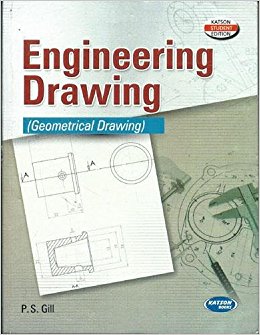 KATSON
STUDENT
EDITION
Engineering
Drawing
(Geometrical Drawing)
A
A
P. S. Gill
KATSON
BOOKS